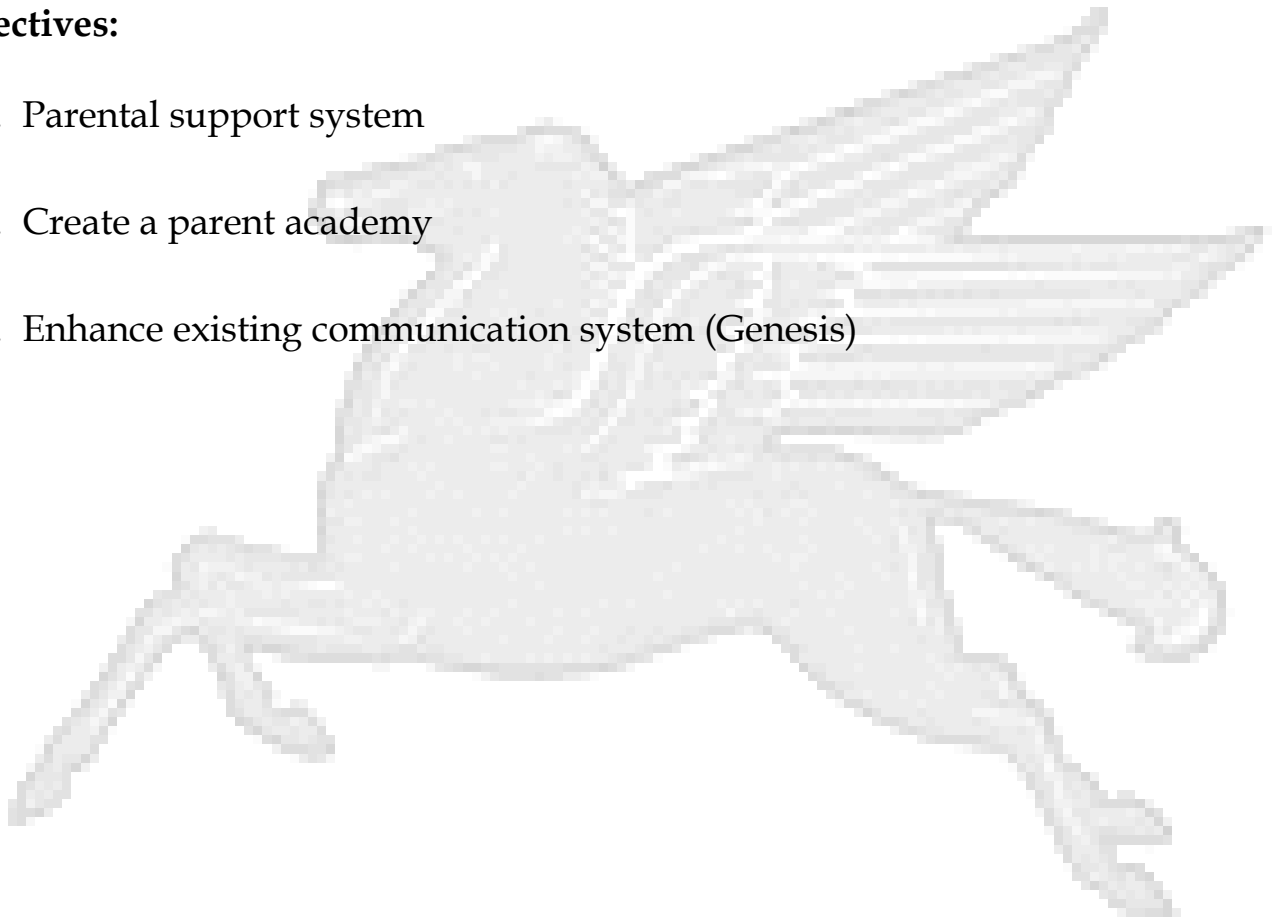 ectives:
. Parental support system
. Create a parent academy
. Enhance existing communication system (Genesis)